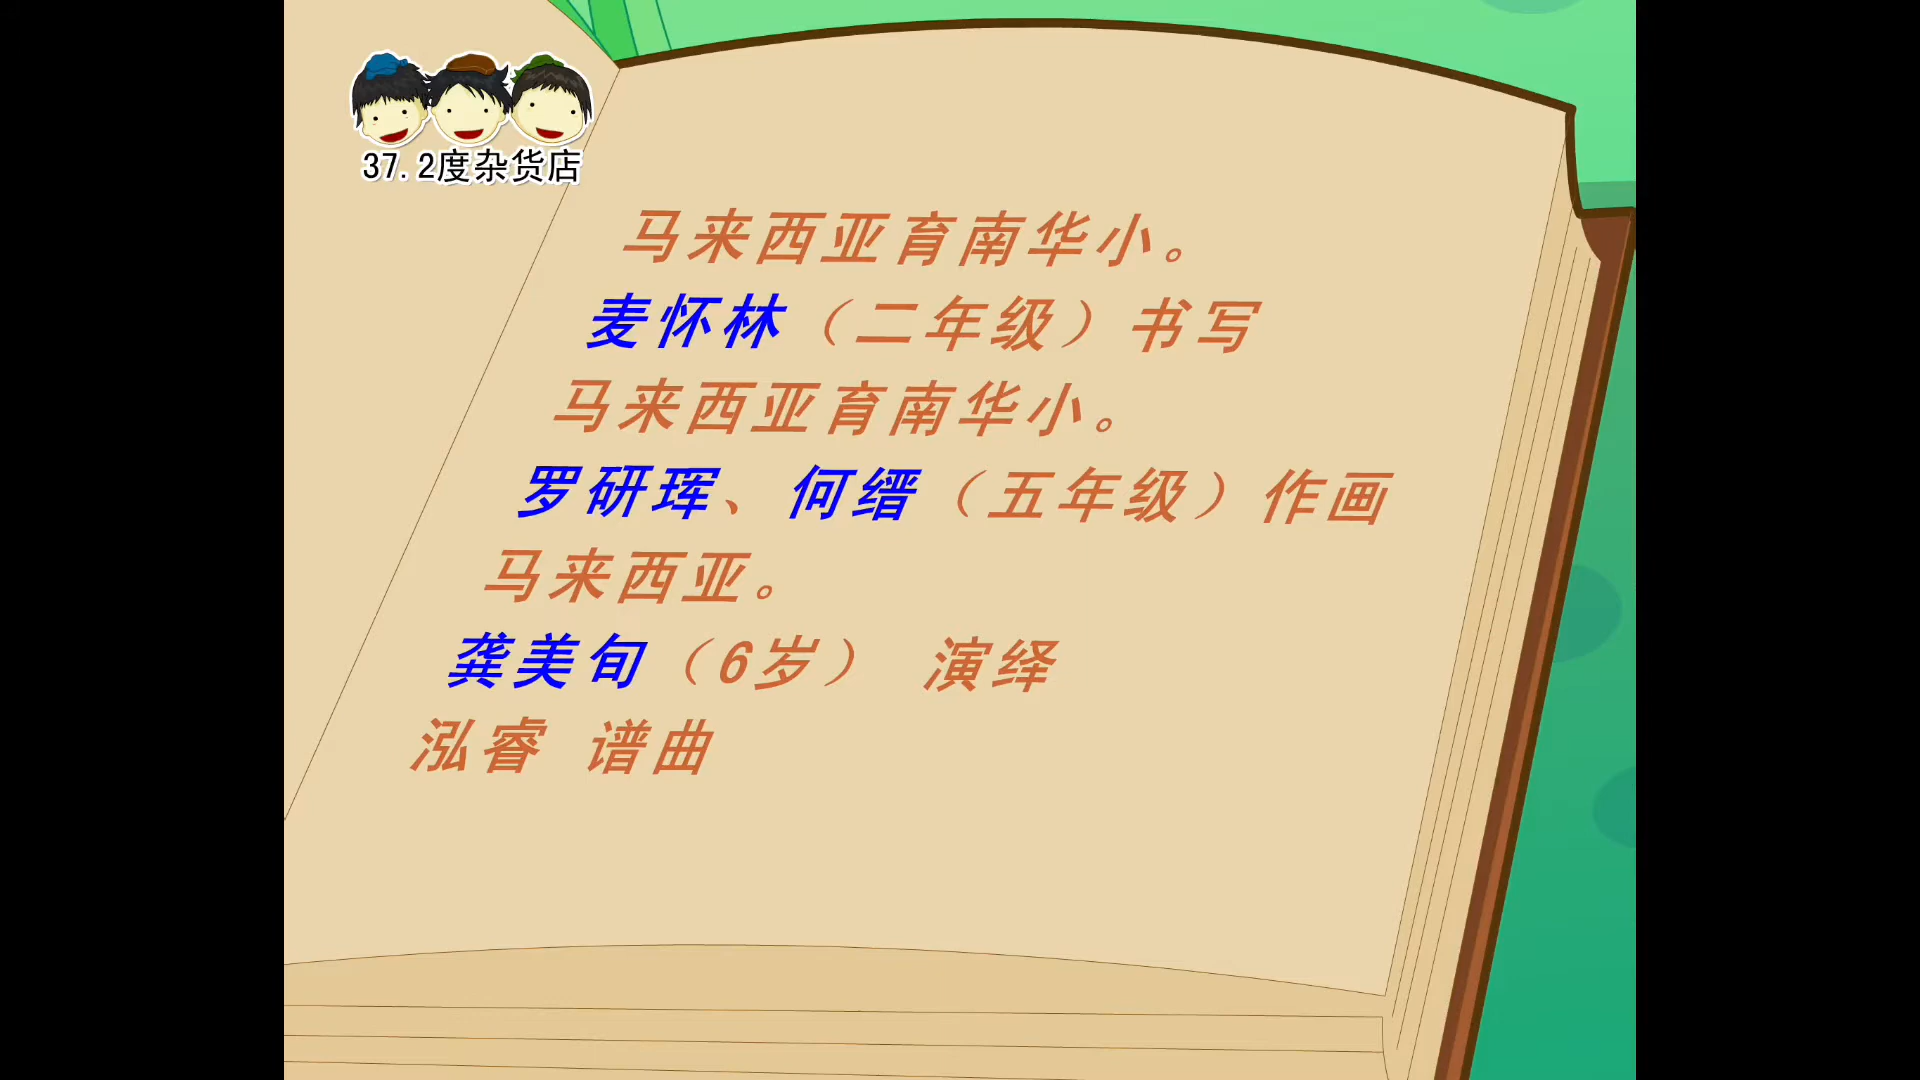 37.2度杂货店
马来西亚育南华小。
麦怀林（二年级）书写
马来西亚育南华小。
罗研珲、何缙（五年级）作画
马来西亚。
龚美旬（6岁） 演绎
泓睿 谱曲